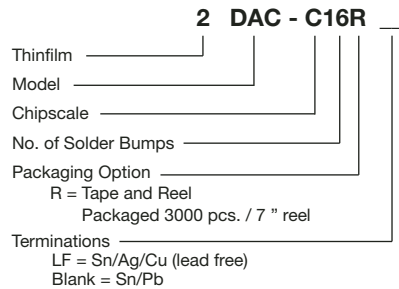 2 DAC - C16R __
Thinfilm
Model
Chipscale
No. of Solder Bumps
Packaging Option
R = Tape and Reel
Packaged 3000 pcs. / 7 " reel
Terminations
LF = Sn/Ag/Cu (lead free)
Blank = Sn/Pb